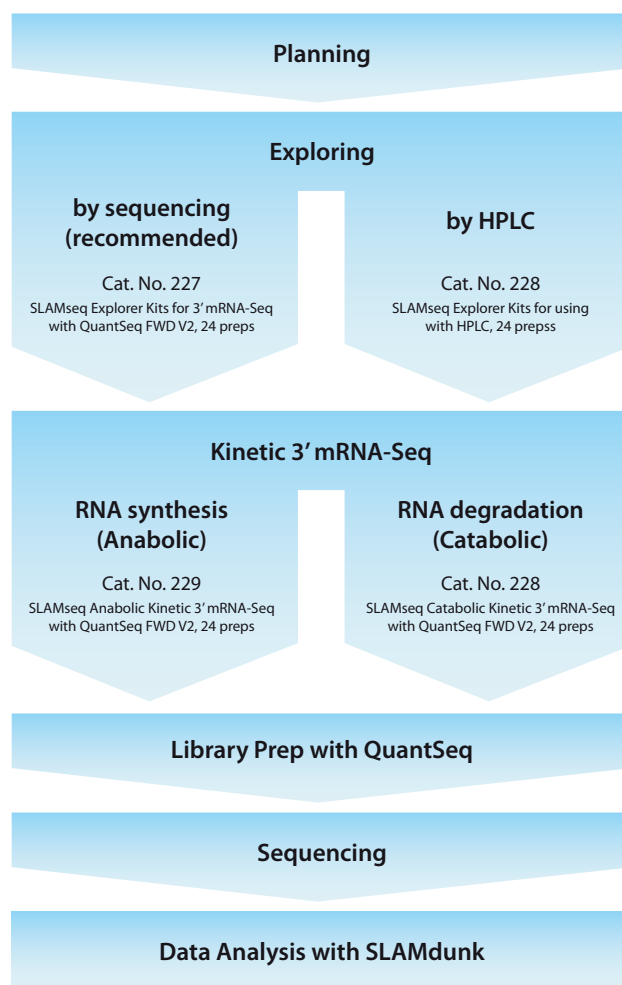 Planning
Exploring
by sequencing
(recommended)
Cat. No. 227
SLAMseq Explorer Kits for 3’ mRNA-Seq
with QuantSeq FWD V2, 24 preps
by HPLC
Cat. No. 228
SLAMseq Explorer Kits for using
with HPLC, 24 prepss
Kinetic 3’ mRNA-Seq
RNA synthesis
(Anabolic)
Cat. No. 229
SLAMseq Anabolic Kinetic 3’ mRNA-Seq
with QuantSeq FWD V2, 24 preps
RNA degradation
(Catabolic)
Cat. No. 228
SLAMseq Catabolic Kinetic 3’ mRNA-Seq
with QuantSeq FWD V2, 24 preps
Library Prep with QuantSeq
Sequencing
Data Analysis with SLAMdunk